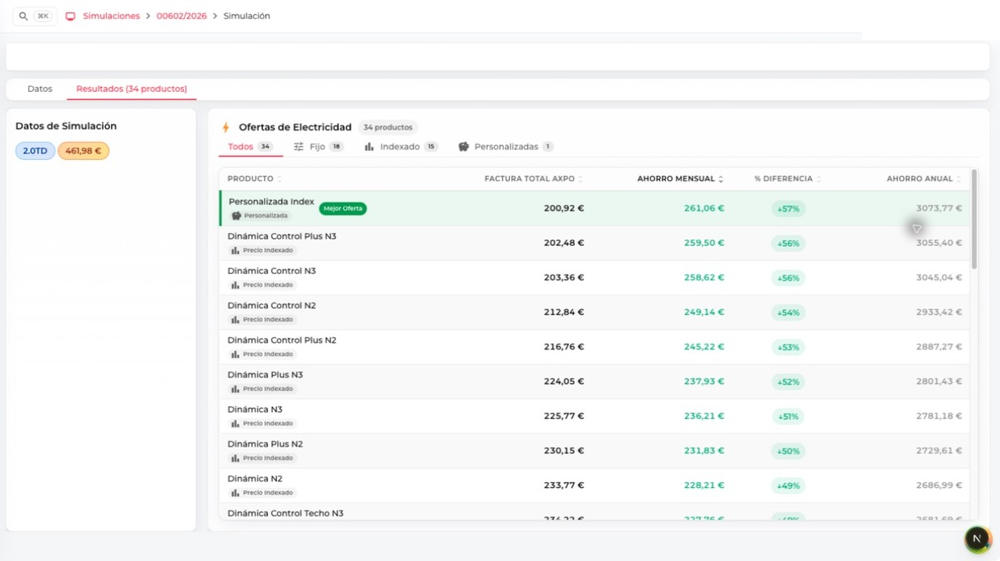 ⌘K Simulaciones > 00602/2026 > Simulación
Datos Resultados (34 productos)
Datos de Simulación
2.0TD 461,98 €
Ofertas de Electricidad 34 productos
Todos 34 Fijo 18 Indexado 15 Personalizadas 1
PRODUCTO FACTURA TOTAL AXPO AHORRO MENSUAL % DIFERENCIA AHORRO ANUAL
Personalizada Index Mejor Oferta 200,92 € 261,06 € ↓57% 3073,77 €
Personalizada
Dinámica Control Plus N3 202,48 € 259,50 € ↓56% 3055,40 €
Precio Indexado
Dinámica Control N3 203,36 € 258,62 € ↓56% 3045,04 €
Precio Indexado
Dinámica Control N2 212,84 € 249,14 € ↓54% 2933,42 €
Precio Indexado
Dinámica Control Plus N2 216,76 € 245,22 € ↓53% 2887,27 €
Precio Indexado
Dinámica Plus N3 224,05 € 237,93 € ↓52% 2801,43 €
Precio Indexado
Dinámica N3 225,77 € 236,21 € ↓51% 2781,18 €
Precio Indexado
Dinámica Plus N2 230,15 € 231,83 € ↓50% 2729,61 €
Precio Indexado
Dinámica N2 233,77 € 228,21 € ↓49% 2686,99 €
Precio Indexado
Dinámica Control Techo N3
N